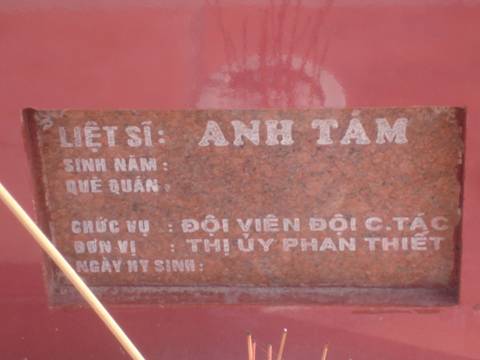 LIỆT SĨ: ANH TÁM
SINH NĂM :
QUÊ QUÁN :
CHỨC VỤ : ĐỘI VIÊN ĐỘI C.TÁC
ĐƠN VỊ : THỊ ỦY PHAN THIẾT
NGÀY HY SINH :